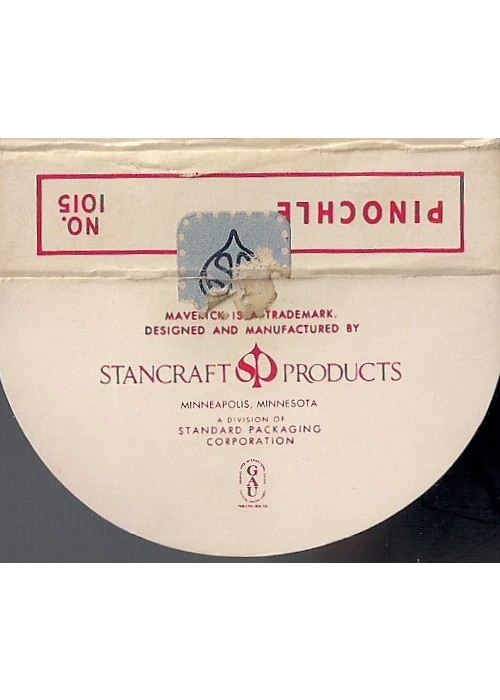 PINOCHLE
NO.
1015
MAVERICK IS A TRADEMARK.
DESIGNED AND MANUFACTURED BY
STANCRAFT SP PRODUCTS
MINNEAPOLIS, MINNESOTA
A DIVISION OF
STANDARD PACKAGING
CORPORATION
GAU